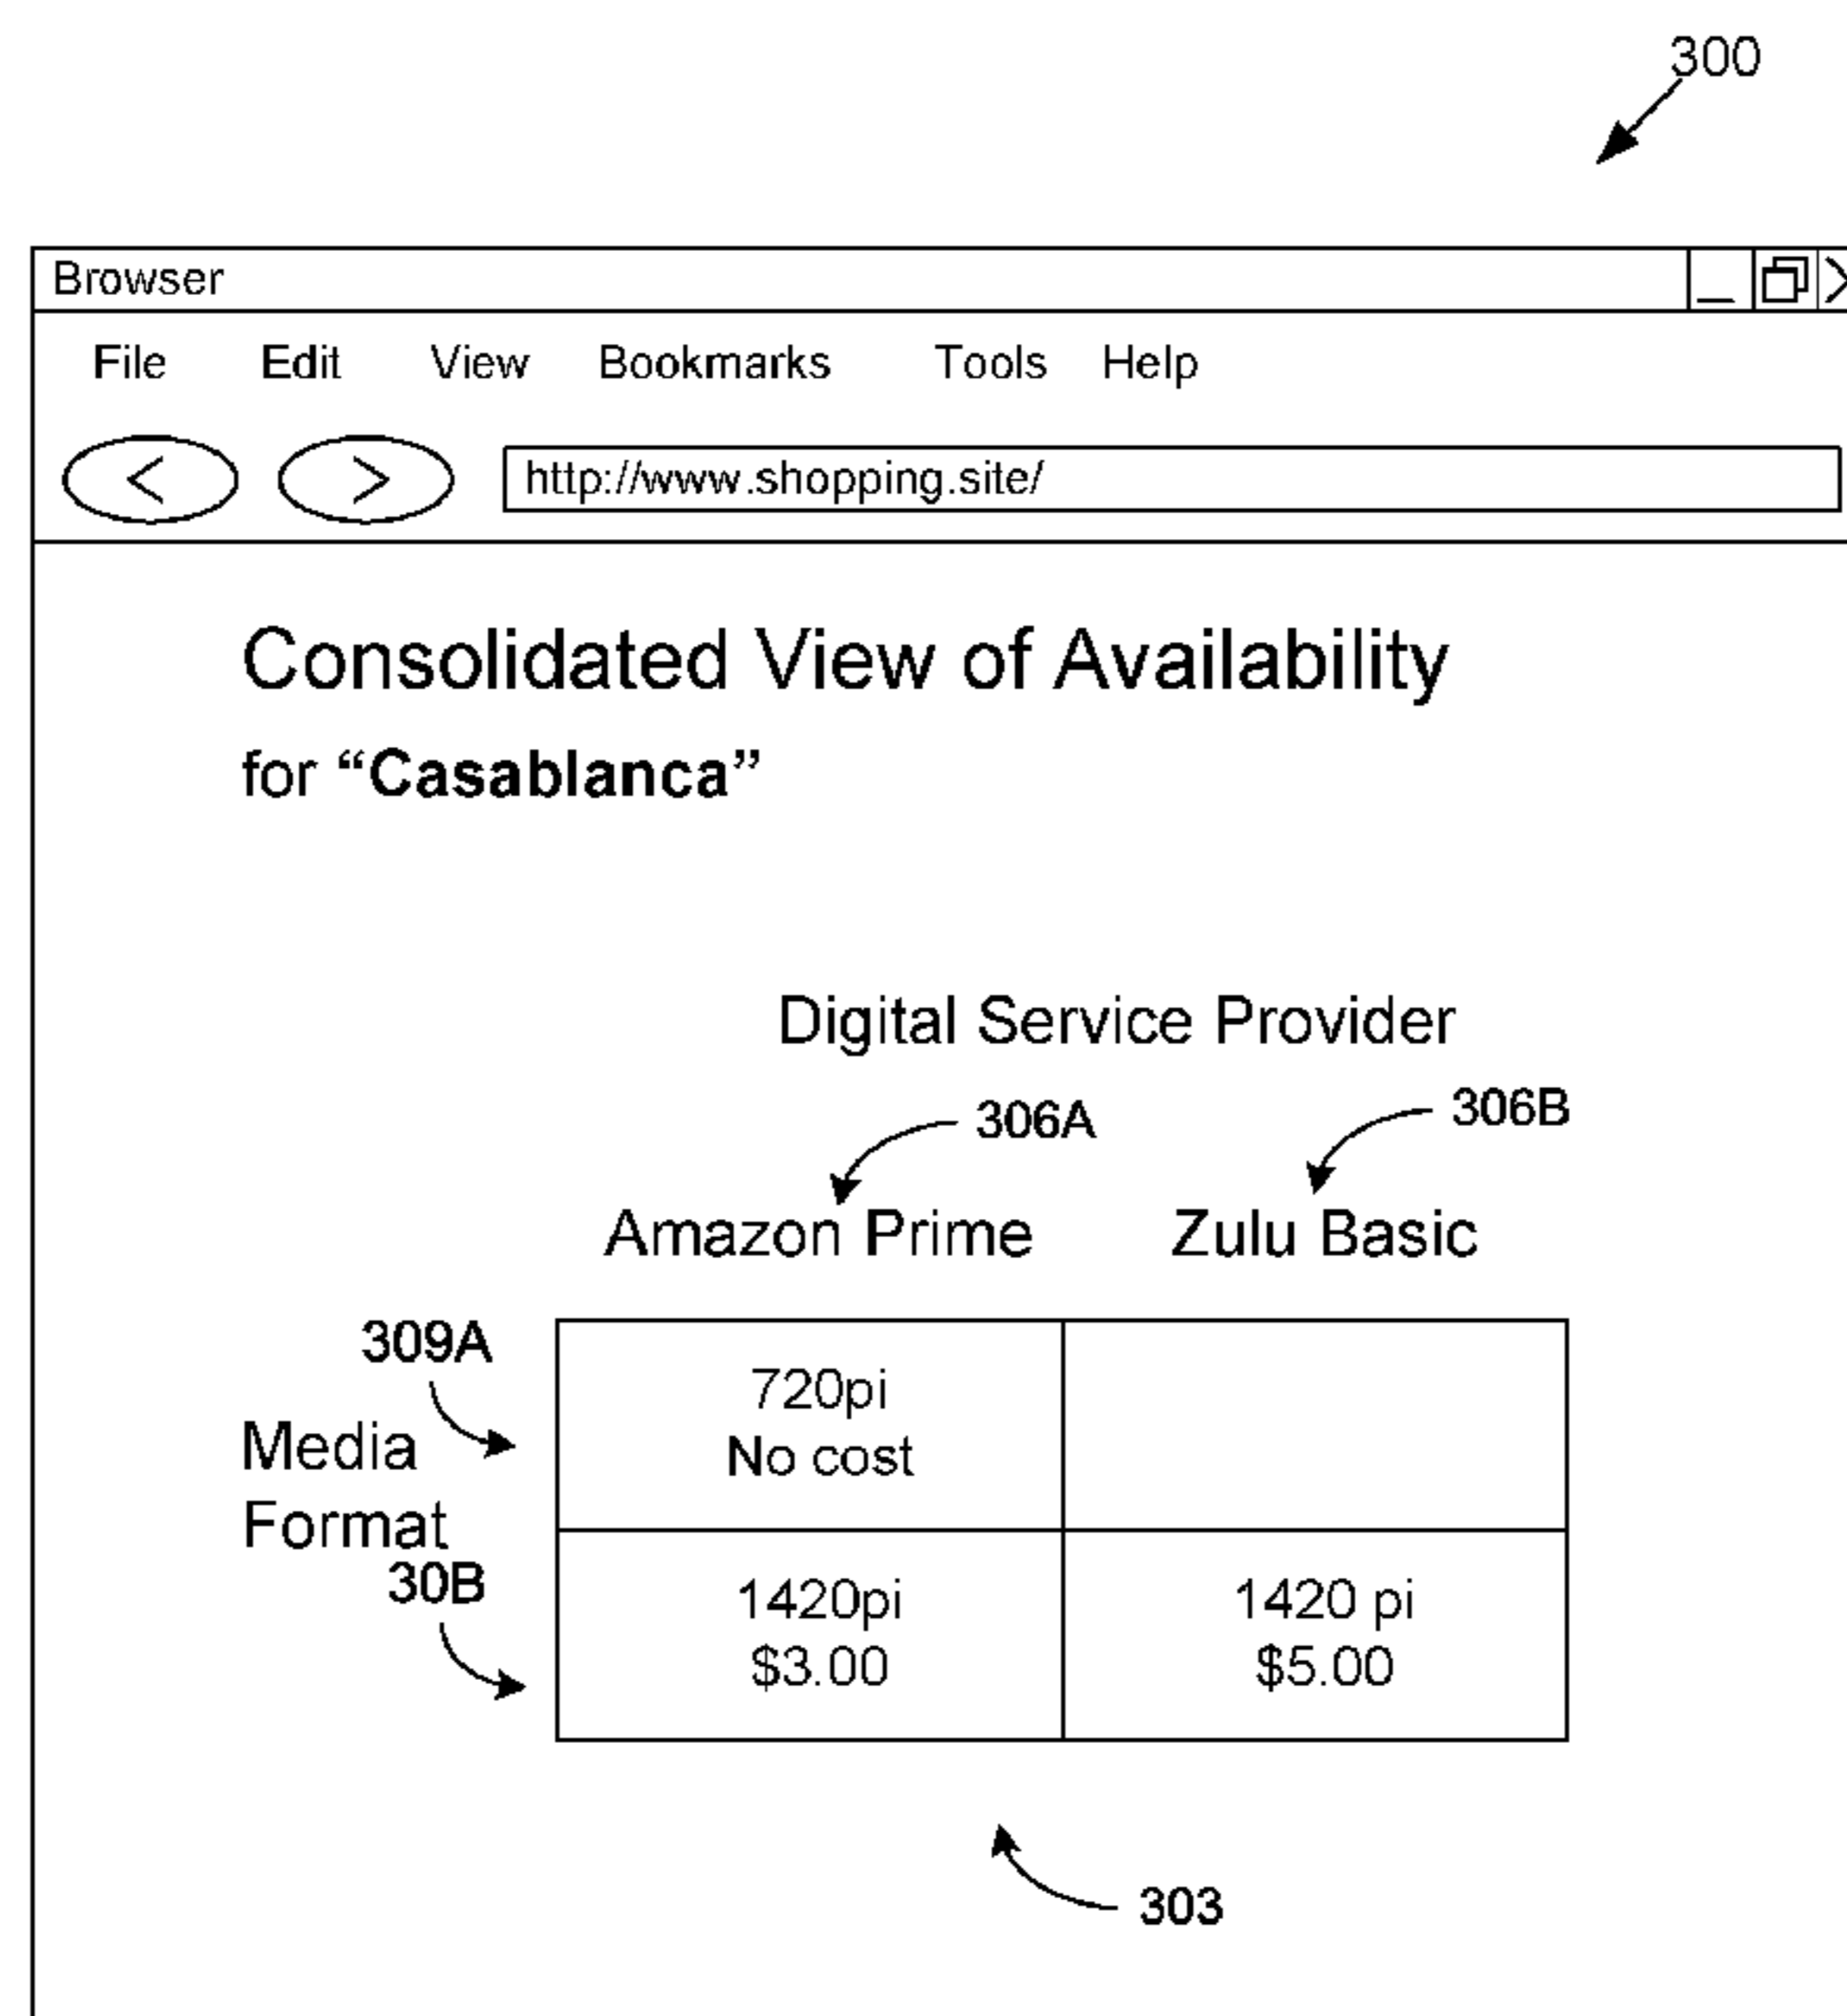 300
Browser
File Edit View Bookmarks Tools Help
< > http://www.shopping.site/
Consolidated View of Availability
for “Casablanca”
Digital Service Provider
306A 306B
Amazon Prime Zulu Basic
309A
Media
Format
30B
720pi
No cost
1420pi 1420 pi
$3.00 $5.00
303